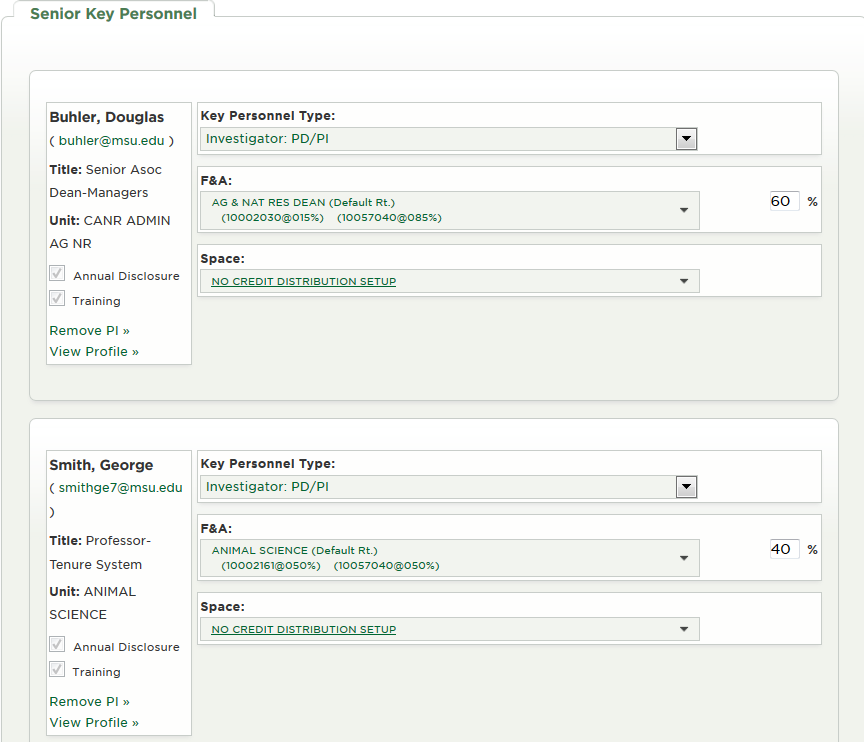 Senior Key Personnel
Buhler, Douglas
( buhler@msu.edu )
Title: Senior Asoc
Dean-Managers
Unit: CANR ADMIN
AG NR
Annual Disclosure
Training
Remove PI »
View Profile »
Key Personnel Type:
Investigator: PD/PI
F&A:
AG & NAT RES DEAN (Default Rt.)
(10002030@015%) (10057040@085%)
60 %
Space:
NO CREDIT DISTRIBUTION SETUP
Smith, George
( smithge7@msu.edu
)
Title: Professor-
Tenure System
Unit: ANIMAL
SCIENCE
Annual Disclosure
Training
Remove PI »
View Profile »
Key Personnel Type:
Investigator: PD/PI
F&A:
ANIMAL SCIENCE (Default Rt.)
(10002161@050%) (10057040@050%)
40 %
Space:
NO CREDIT DISTRIBUTION SETUP